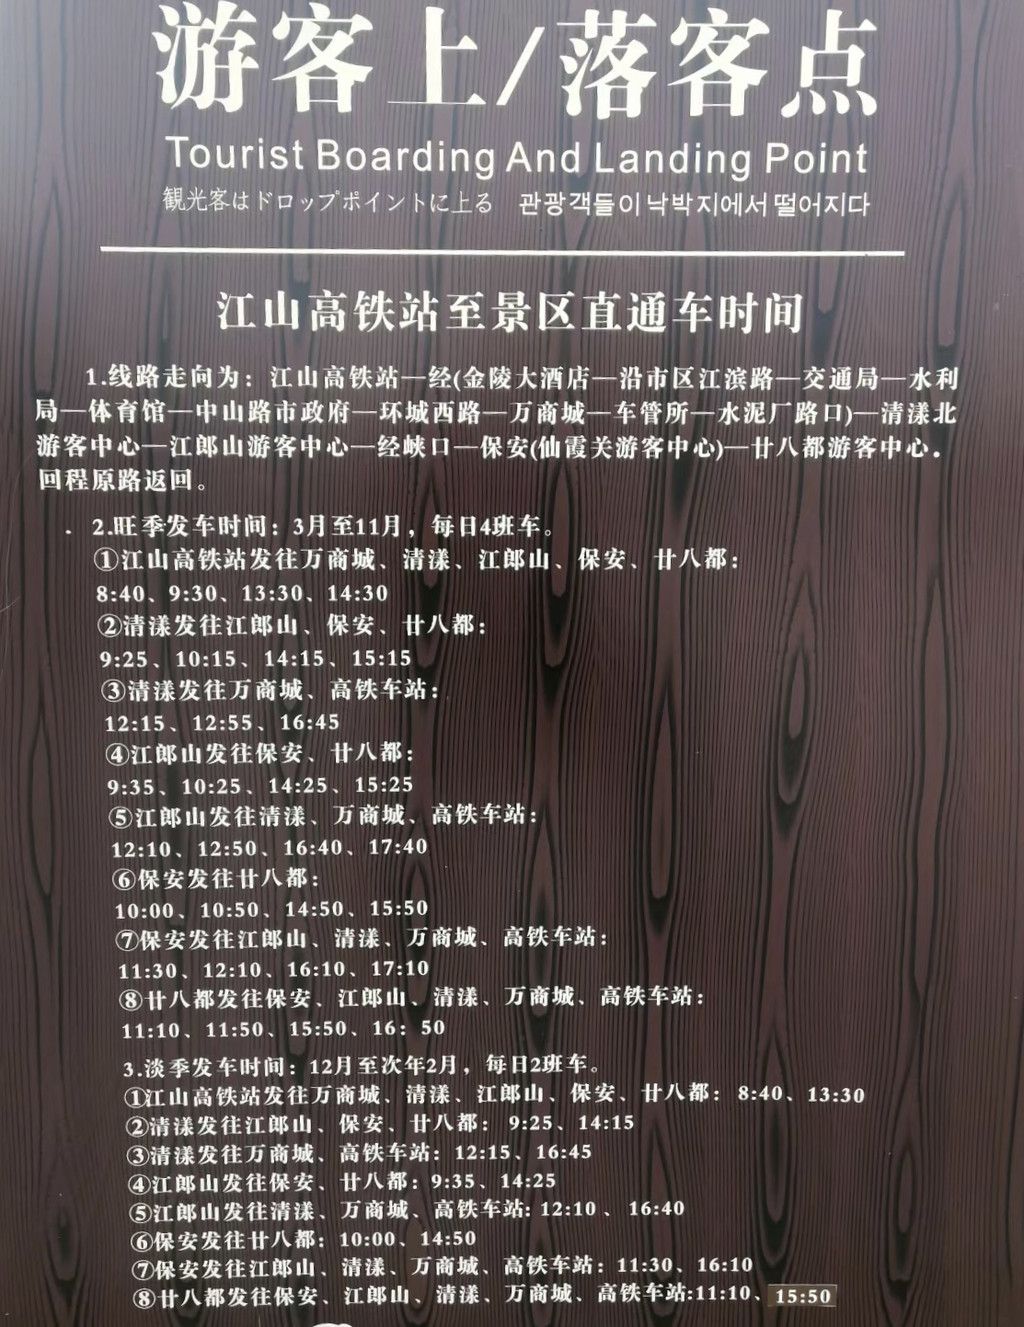 游客上/落客点
Tourist Boarding And Landing Point
観光客はドロップポイントに上る 관광객들이낙박지에서떨어지다
江山高铁站至景区直通车时间
1.线路走向为：江山高铁站—经(金陵大酒店—沿市区江滨路—交通局—水利
局—体育馆—中山路市政府—环城西路—万商城—车管所—水泥厂路口)—清漾北
游客中心—江郎山游客中心—经峡口—保安(仙霞关游客中心)—廿八都游客中心.
回程原路返回。
2.旺季发车时间：3月至11月，每日4班车。
①江山高铁站发往万商城、清漾、江郎山、保安、廿八都：
8:40、9:30、13:30、14:30
②清漾发往江郎山、保安、廿八都：
9:25、10:15、14:15、15:15
③清漾发往万商城、高铁车站：
12:15、12:55、16:45
④江郎山发往保安、廿八都：
9:35、10:25、14:25、15:25
⑤江郎山发往清漾、万商城、高铁车站：
12:10、12:50、16:40、17:40
⑥保安发往廿八都：
10:00、10:50、14:50、15:50
⑦保安发往江郎山、清漾、万商城、高铁车站：
11:30、12:10、16:10、17:10
⑧廿八都发往保安、江郎山、清漾、万商城、高铁车站：
11:10、11:50、15:50、16：50
3.淡季发车时间：12月至次年2月，每日2班车。
①江山高铁站发往万商城、清漾、江郎山、保安、廿八都：8:40、13:30
②清漾发往江郎山、保安、廿八都：9:25、14:15
③清漾发往万商城、高铁车站：12:15、16:45
④江郎山发往保安、廿八都：9:35、14:25
⑤江郎山发往清漾、万商城、高铁车站:12:10、16:40
⑥保安发往廿八都：10:00、14:50
⑦保安发往江郎山、清漾、万商城、高铁车站：11:30、16:10
⑧廿八都发往保安、江郎山、清漾、万商城、高铁车站:11:10、15:50